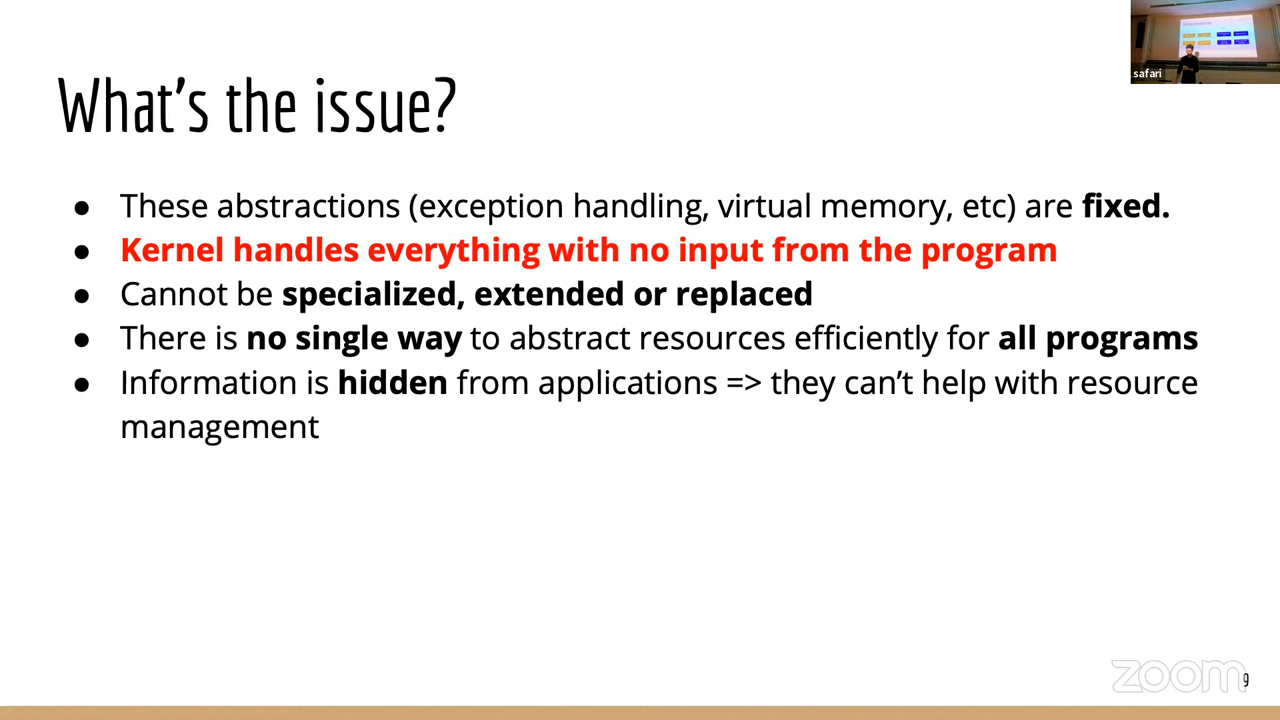 safari
What's the issue?
● These abstractions (exception handling, virtual memory, etc) are fixed.
● Kernel handles everything with no input from the program
● Cannot be specialized, extended or replaced
● There is no single way to abstract resources efficiently for all programs
● Information is hidden from applications => they can't help with resource
management
zoom
9